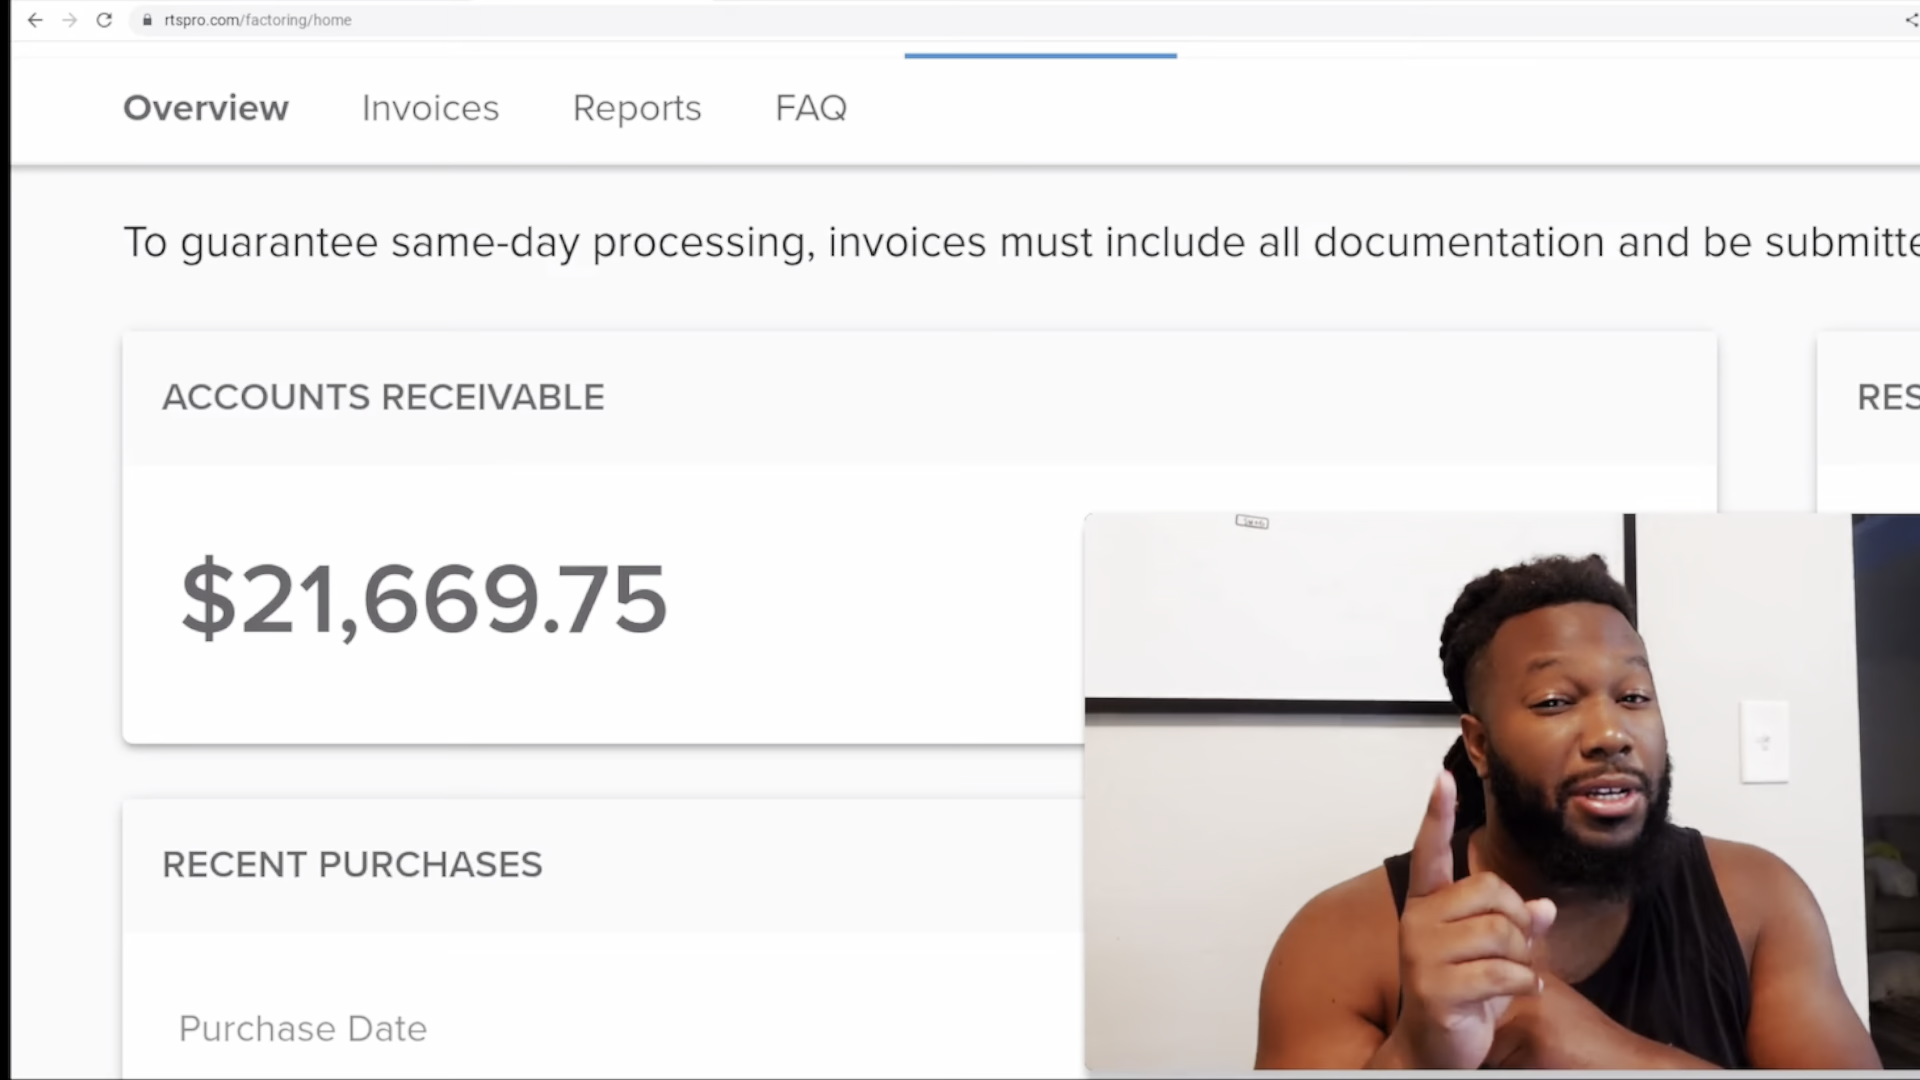 rtspro.com/factoring/home
Overview Invoices Reports FAQ
To guarantee same-day processing, invoices must include all documentation and be submitte
ACCOUNTS RECEIVABLE
RES
$21,669.75
RECENT PURCHASES
Purchase Date